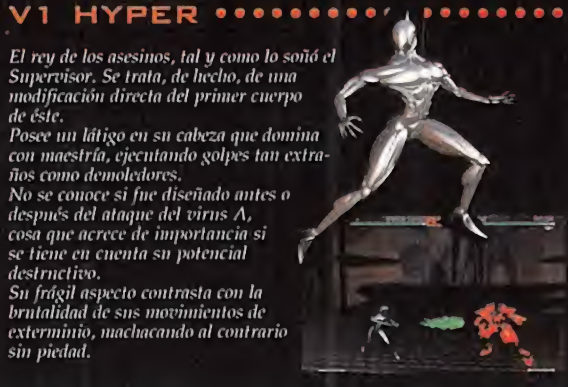 V1 HYPER
El rey de los asesinos, tal y como lo soñó el
Supervisor. Se trata, de hecho, de una
modificación directa del primer cuerpo
de éste.
Posee un látigo en su cabeza que domina
con maestría, ejecutando golpes tan extra-
ños como demoledores.
No se conoce si fue diseñado antes o
después del ataque del virus Λ,
cosa que acrece de importancia si
se tiene en cuenta su potencial
destructivo.
Su frágil aspecto contrasta con la
brutalidad de sus movimientos de
exterminio, machacando al contrario
sin piedad.